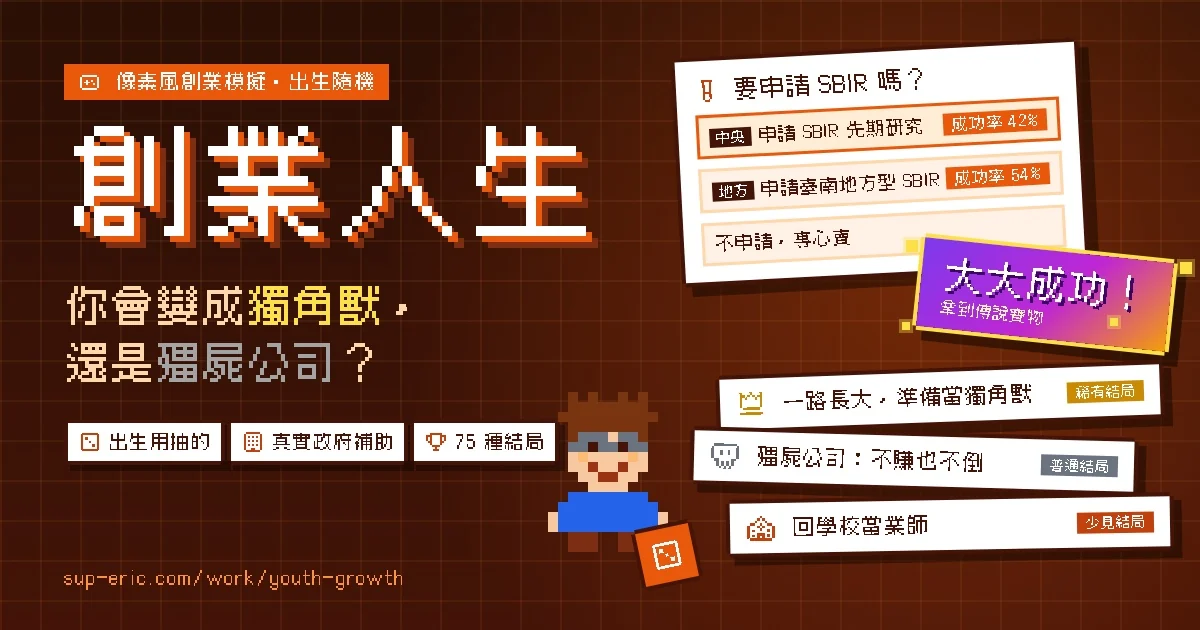 像素風創業模擬・出生隨機
創業人生
你會變成獨角獸，
還是殭屍公司？
出生用抽的
真實政府補助
75 種結局
sup-eric.com/work/youth-growth
要申請 SBIR 嗎？
中央 申請 SBIR 先期研究 成功率 42%
地方 申請臺南地方型 SBIR 成功率 54%
不申請，專心賣
大大成功！
拿到傳說寶物
一路長大，準備當獨角獸 稀有結局
殭屍公司：不賺也不倒 普通結局
回學校當業師 少見結局